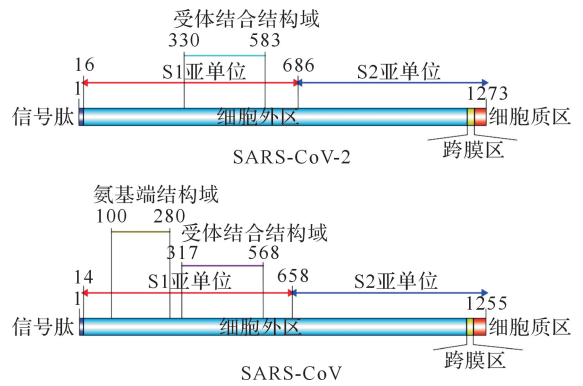 受体结合结构域
330 583
16 686
S1亚单位 S2亚单位
1 1273
信号肽 细胞外区 细胞质区
跨膜区
SARS-CoV-2
氨基端结构域
100 280 受体结合结构域
317 568
14 658
S1亚单位 S2亚单位
1 1255
信号肽 细胞外区 细胞质区
跨膜区
SARS-CoV